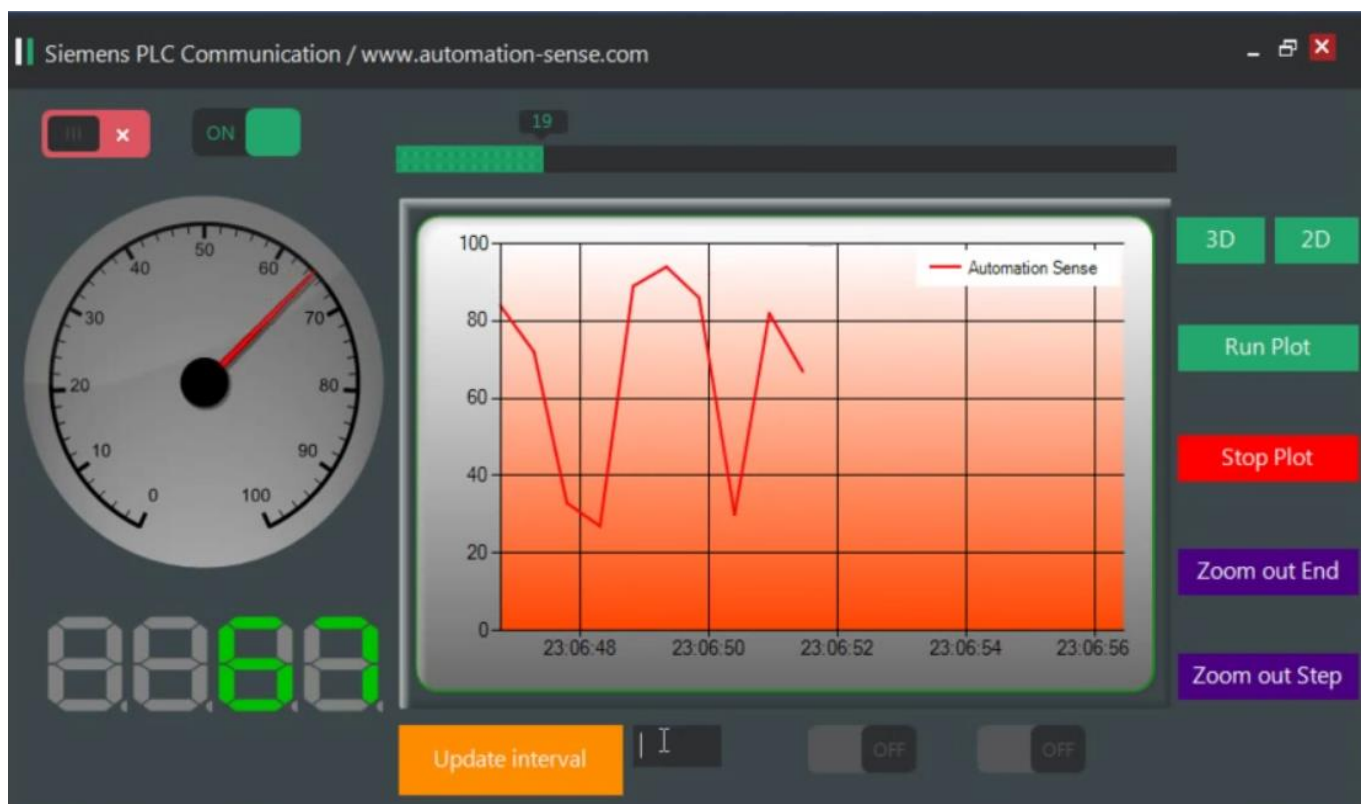 Siemens PLC Communication / www.automation-sense.com
ON
19
0
10
20
30
40
50
60
70
80
90
100
67
100
80
60
40
20
0
Automation Sense
23:06:48 23:06:50 23:06:52 23:06:54 23:06:56
3D 2D
Run Plot
Stop Plot
Zoom out End
Zoom out Step
Update interval
OFF OFF